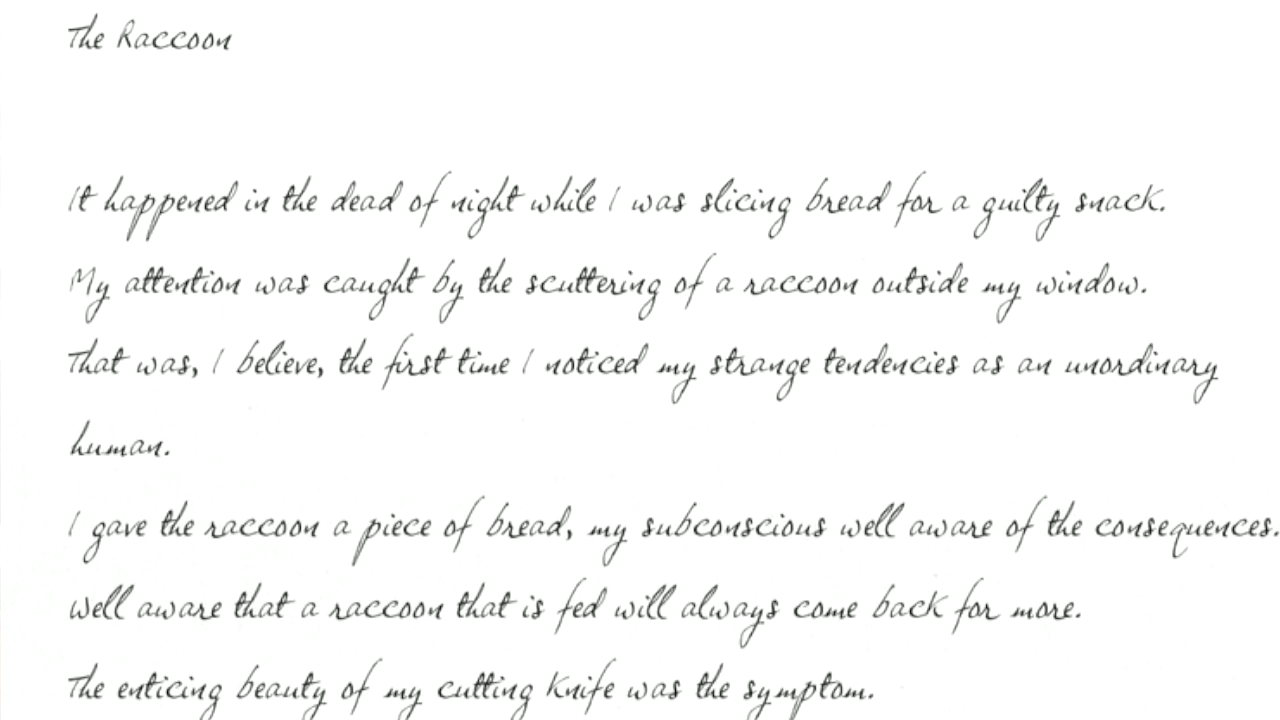 The Raccoon
It happened in the dead of night while I was slicing bread for a guilty snack.
My attention was caught by the scuttering of a raccoon outside my window.
That was, I believe, the first time I noticed my strange tendencies as an unordinary
human.
I gave the raccoon a piece of bread, my subconscious well aware of the consequences.
Well aware that a raccoon that is fed will always come back for more.
The enticing beauty of my cutting knife was the symptom.